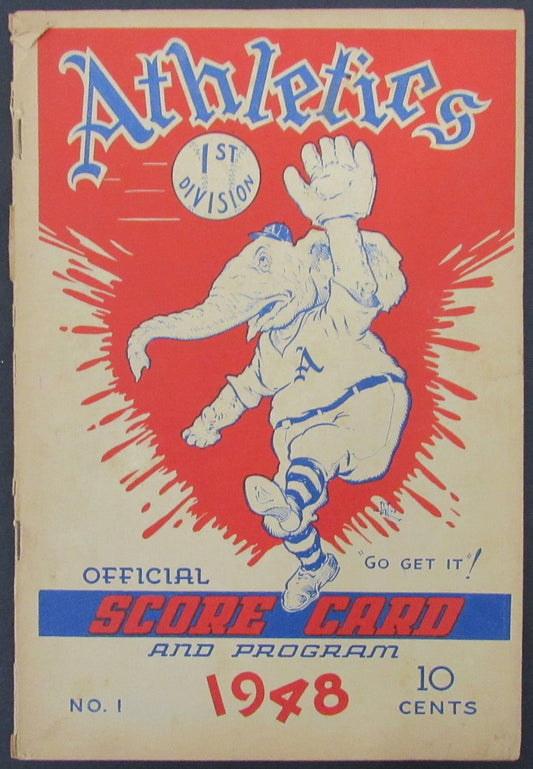 Athletics
1ST
DIVISION
A
A
"GO GET IT"!
OFFICIAL
SCORE CARD
AND PROGRAM
NO. 1
1948
10
CENTS